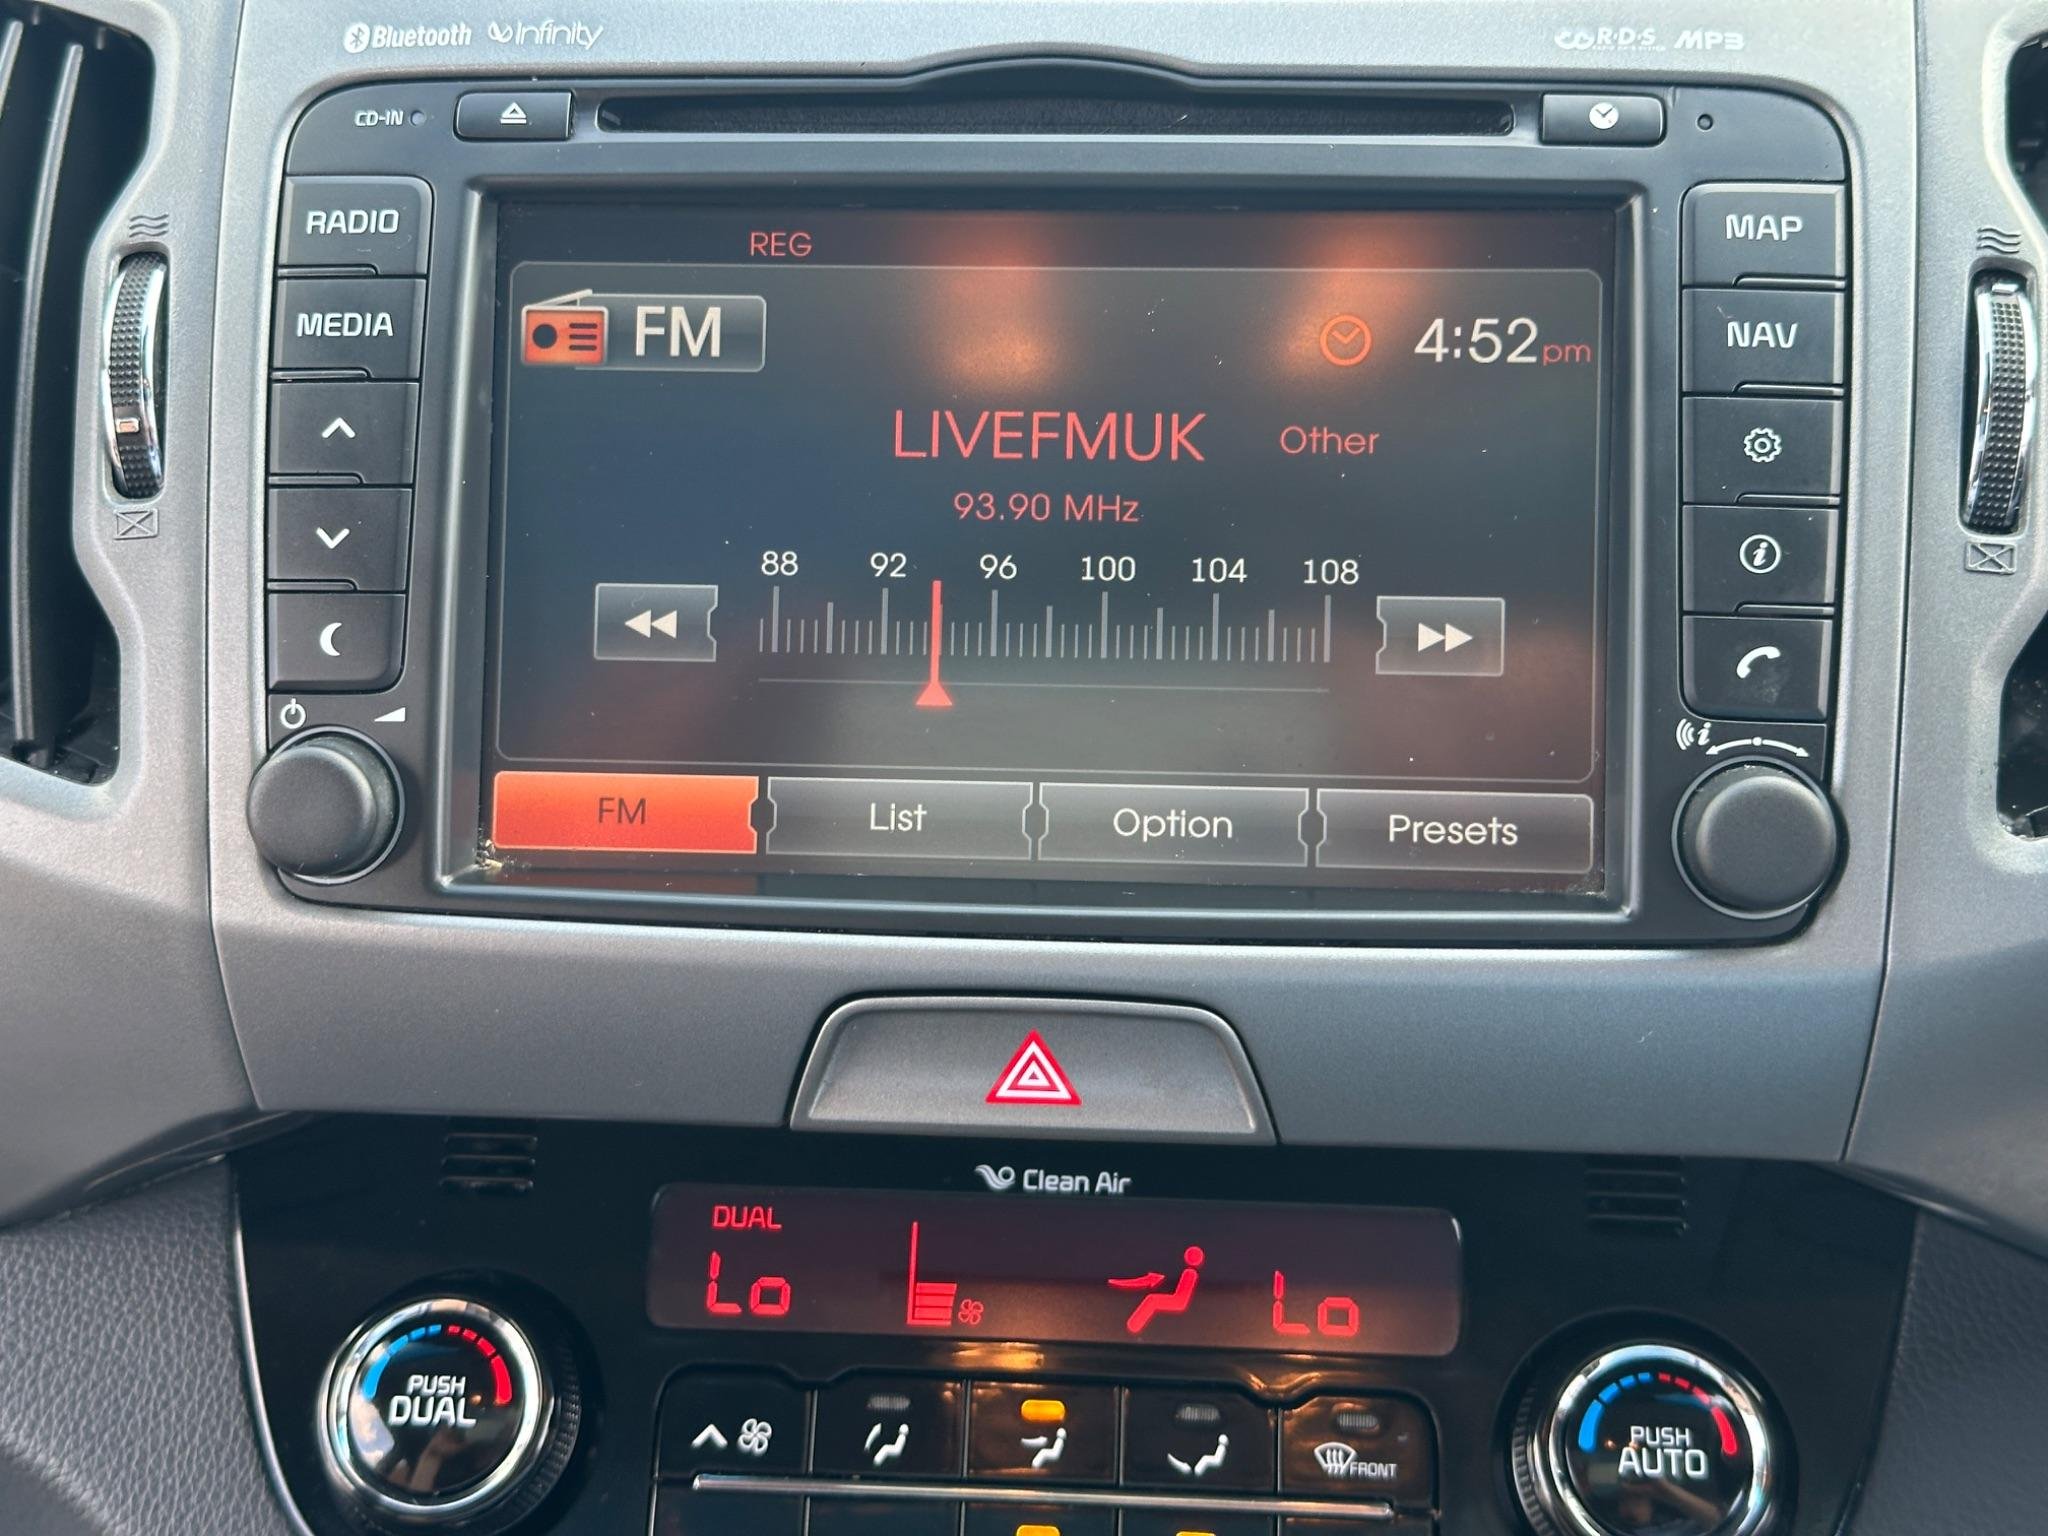 Bluetooth Infinity
R·D·S MP3
CD-IN
RADIO
MEDIA
MAP
NAV
REG
FM
4:52pm
LIVEFMUK Other
93.90 MHz
88 92 96 100 104 108
FM List Option Presets
Clean Air
DUAL
Lo Lo
PUSH
DUAL
FRONT
PUSH
AUTO